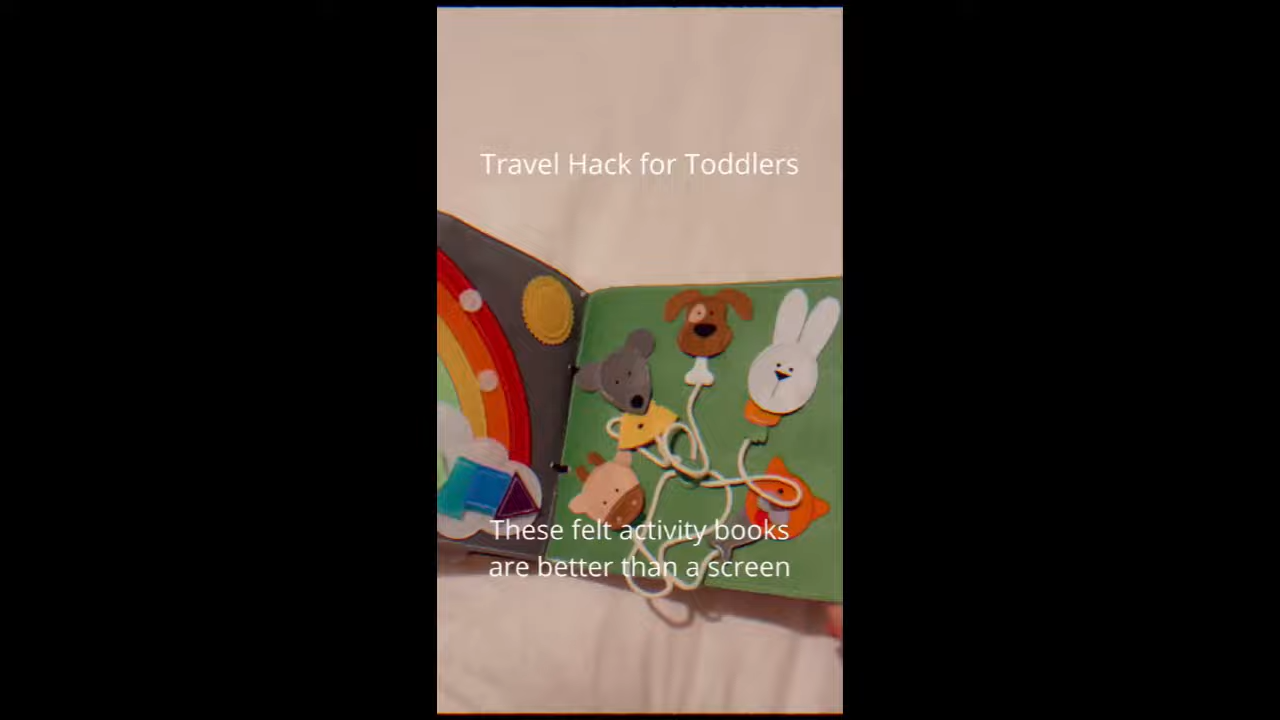 Travel Hack for Toddlers
These felt activity books
are better than a screen